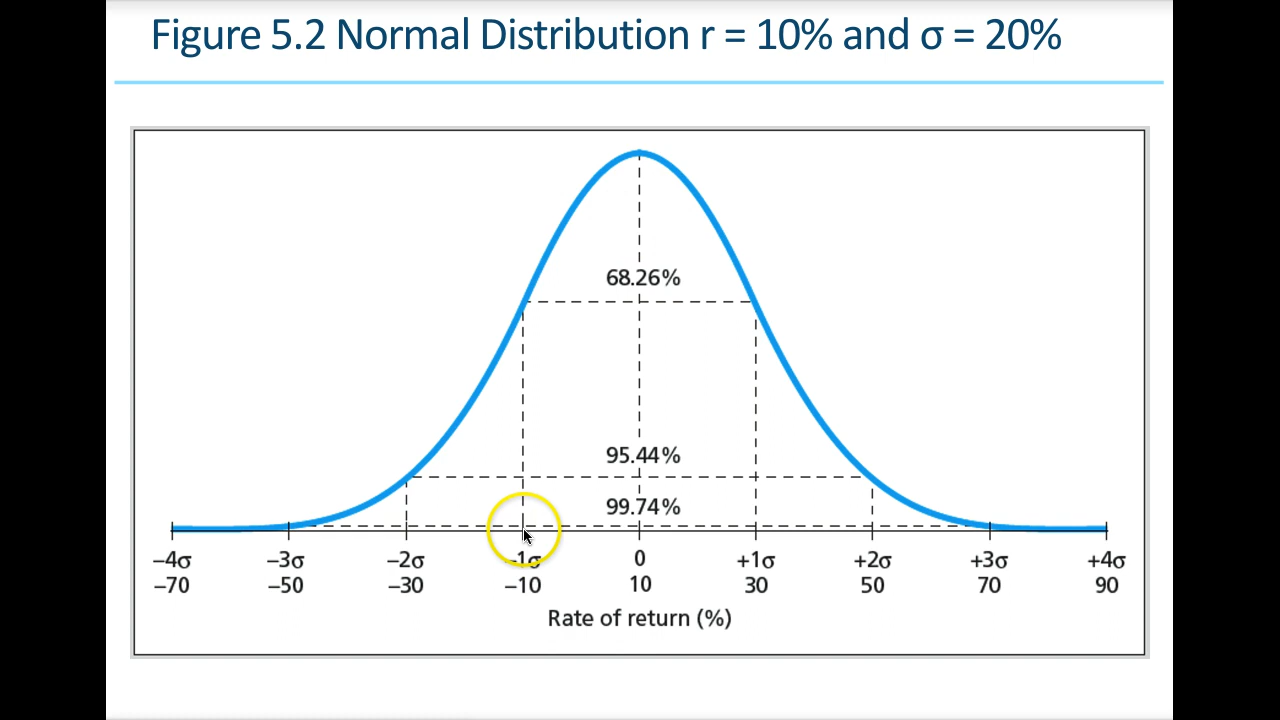 Figure 5.2 Normal Distribution r = 10% and σ = 20%
68.26%
95.44%
99.74%
−4σ −3σ −2σ −1σ 0 +1σ +2σ +3σ +4σ
−70 −50 −30 −10 10 30 50 70 90
Rate of return (%)